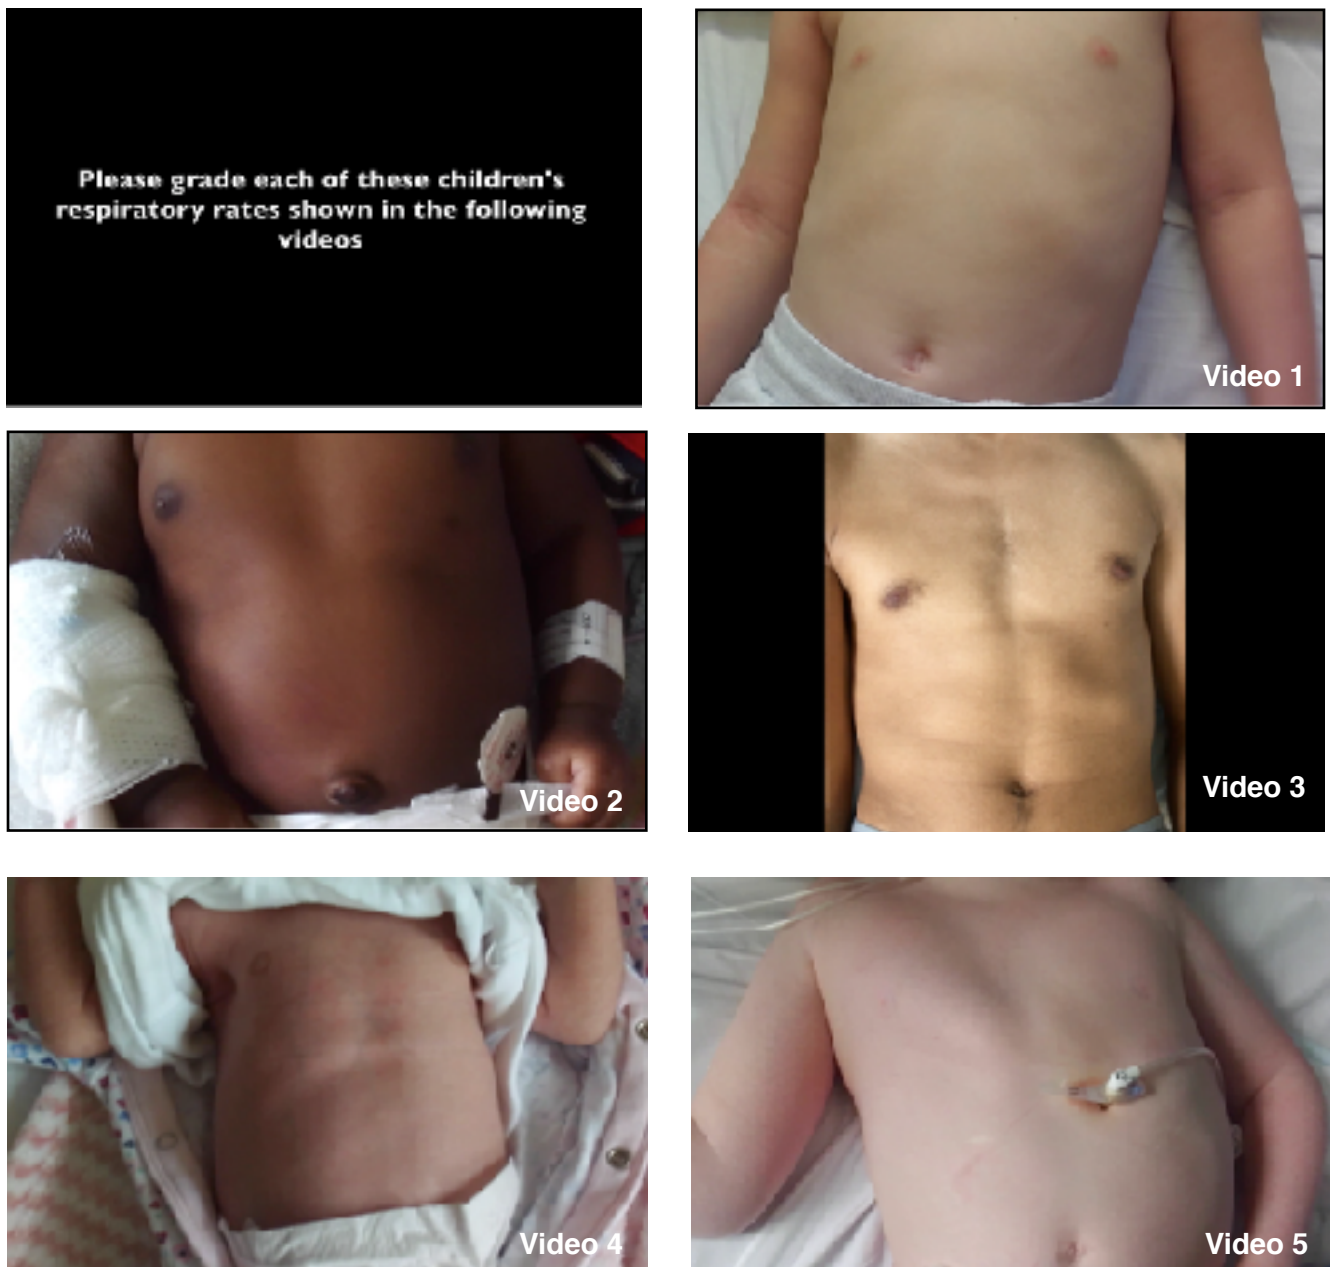 Please grade each of these children's
respiratory rates shown in the following
videos
Video 1
Video 2
Video 3
Video 4
Video 5